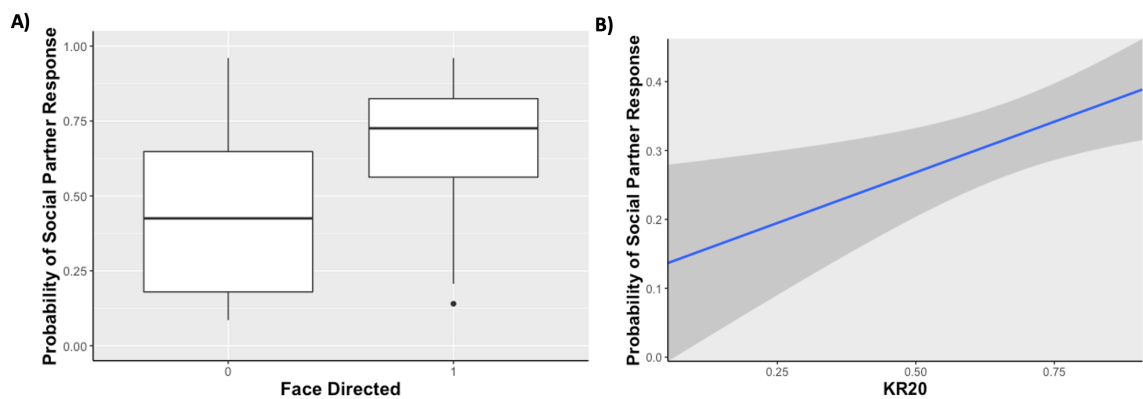 A)
Probability of Social Partner Response
1.00
0.75
0.50
0.25
0.00
0
1
Face Directed
B)
Probability of Social Partner Response
0.4
0.3
0.2
0.1
0.0
0.25
0.50
0.75
KR20